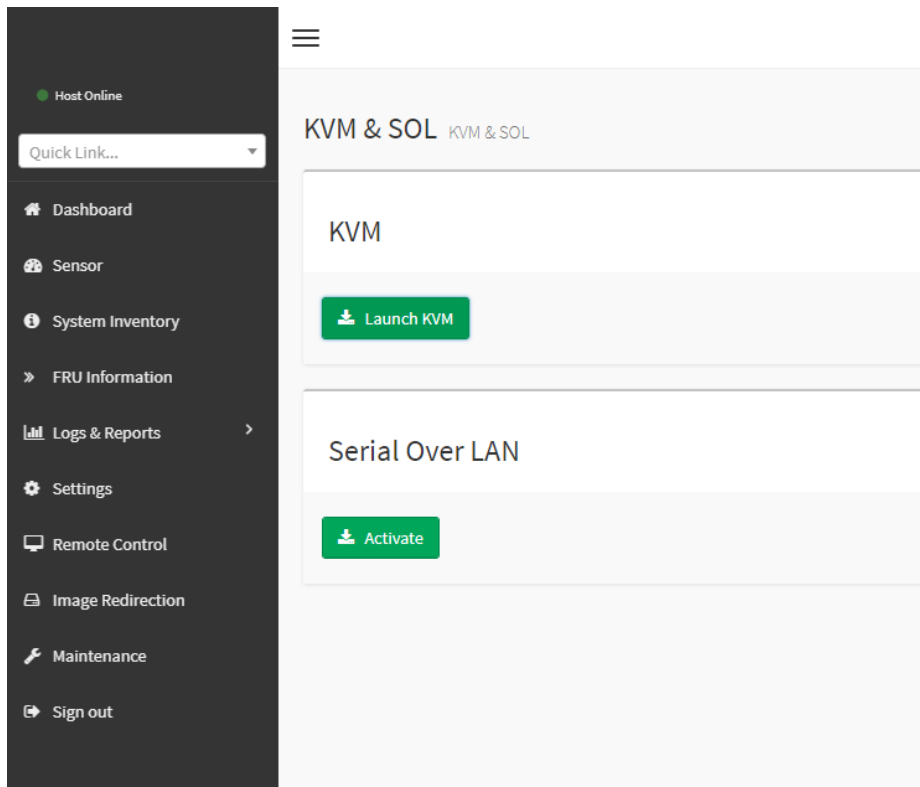 Host Online
Quick Link...
Dashboard
Sensor
System Inventory
FRU Information
Logs & Reports
Settings
Remote Control
Image Redirection
Maintenance
Sign out
KVM & SOL KVM & SOL
KVM
Launch KVM
Serial Over LAN
Activate